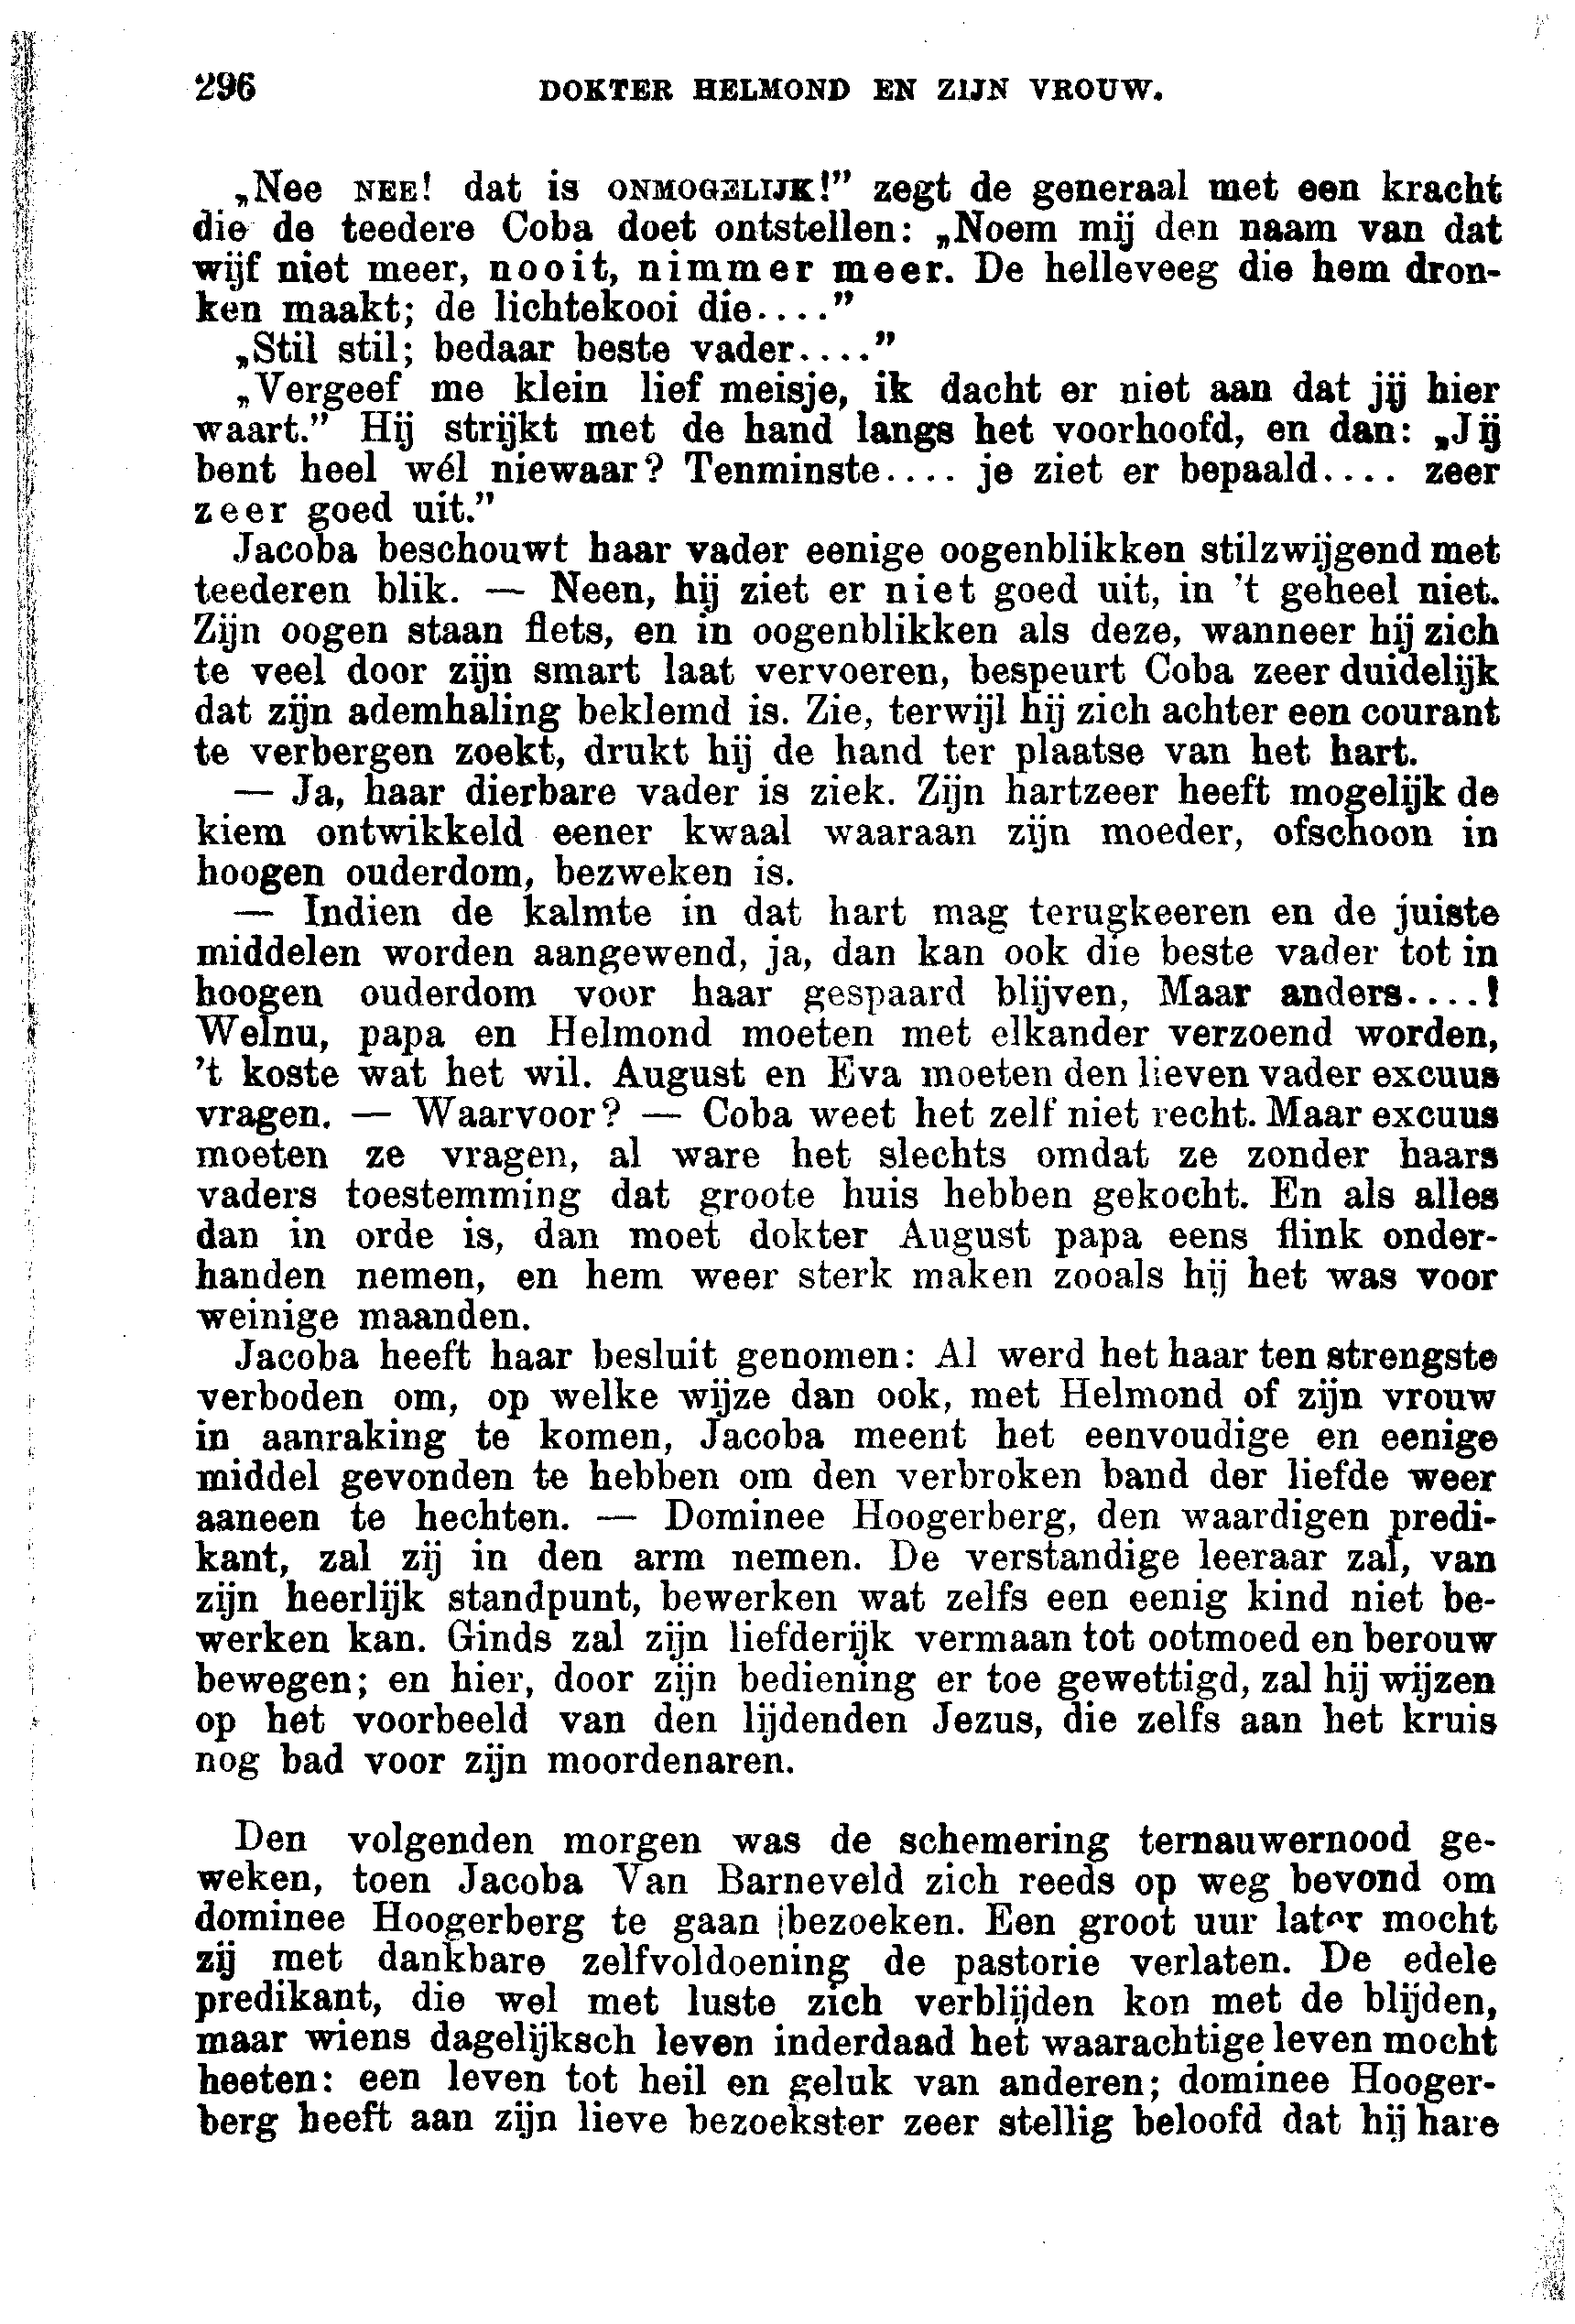 296 DOKTER HELMOND EN ZIJN VROUW.
„Nee NEE! dat is ONMOGELIJK!” zegt de generaal met een kracht
die de teedere Coba doet ontstellen: „Noem mij den naam van dat
wijf niet meer, nooit, nimmer meer. De helleveeg die hem dron-
ken maakt; de lichtekooi die....”
„Stil stil; bedaar beste vader....”
„Vergeef me klein lief meisje, ik dacht er niet aan dat jij hier
waart.” Hij strijkt met de hand langs het voorhoofd, en dan: „Jij
bent heel wél niewaar? Tenminste.... je ziet er bepaald.... zeer
zeer goed uit.”
Jacoba beschouwt haar vader eenige oogenblikken stilzwijgend met
teederen blik. — Neen, hij ziet er niet goed uit, in 't geheel niet.
Zijn oogen staan flets, en in oogenblikken als deze, wanneer hij zich
te veel door zijn smart laat vervoeren, bespeurt Coba zeer duidelijk
dat zijn ademhaling beklemd is. Zie, terwijl hij zich achter een courant
te verbergen zoekt, drukt hij de hand ter plaatse van het hart.
— Ja, haar dierbare vader is ziek. Zijn hartzeer heeft mogelijk de
kiem ontwikkeld eener kwaal waaraan zijn moeder, ofschoon in
hoogen ouderdom, bezweken is.
— Indien de kalmte in dat hart mag terugkeeren en de juiste
middelen worden aangewend, ja, dan kan ook die beste vader tot in
hoogen ouderdom voor haar gespaard blijven, Maar anders....!
Welnu, papa en Helmond moeten met elkander verzoend worden,
't koste wat het wil. August en Eva moeten den lieven vader excuus
vragen. — Waarvoor? — Coba weet het zelf niet recht. Maar excuus
moeten ze vragen, al ware het slechts omdat ze zonder haars
vaders toestemming dat groote huis hebben gekocht. En als alles
dan in orde is, dan moet dokter August papa eens flink onder-
handen nemen, en hem weer sterk maken zooals hij het was voor
weinige maanden.
Jacoba heeft haar besluit genomen: Al werd het haar ten strengste
verboden om, op welke wijze dan ook, met Helmond of zijn vrouw
in aanraking te komen, Jacoba meent het eenvoudige en eenige
middel gevonden te hebben om den verbroken band der liefde weer
aaneen te hechten. — Dominee Hoogerberg, den waardigen predi-
kant, zal zij in den arm nemen. De verstandige leeraar zal, van
zijn heerlijk standpunt, bewerken wat zelfs een eenig kind niet be-
werken kan. Ginds zal zijn liefderijk vermaan tot ootmoed en berouw
bewegen; en hier, door zijn bediening er toe gewettigd, zal hij wijzen
op het voorbeeld van den lijdenden Jezus, die zelfs aan het kruis
nog bad voor zijn moordenaren.
Den volgenden morgen was de schemering ternauwernood ge-
weken, toen Jacoba Van Barneveld zich reeds op weg bevond om
dominee Hoogerberg te gaan bezoeken. Een groot uur later mocht
zij met dankbare zelfvoldoening de pastorie verlaten. De edele
predikant, die wel met luste zich verblijden kon met de blijden,
maar wiens dagelijksch leven inderdaad het waarachtige leven mocht
heeten: een leven tot heil en geluk van anderen; dominee Hooger-
berg heeft aan zijn lieve bezoekster zeer stellig beloofd dat hij hare